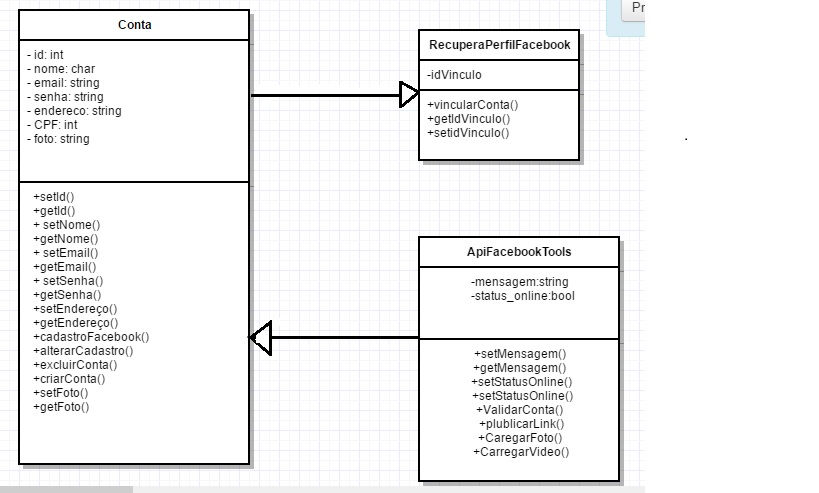 Conta
- id: int
- nome: char
- email: string
- senha: string
- endereco: string
- CPF: int
- foto: string
+setId()
+getId()
+ setNome()
+getNome()
+ setEmail()
+getEmail()
+ setSenha()
+getSenha()
+setEndereço()
+getEndereço()
+cadastroFacebook()
+alterarCadastro()
+excluirConta()
+criarConta()
+setFoto()
+getFoto()
Pr
RecuperaPerfilFacebook
-idVinculo
+vincularConta()
+getIdVinculo()
+setidVinculo()
ApiFacebookTools
-mensagem:string
-status_online:bool
+setMensagem()
+getMensagem()
+setStatusOnline()
+setStatusOnline()
+ValidarConta()
+plublicarLink()
+CaregarFoto()
+CarregarVideo()